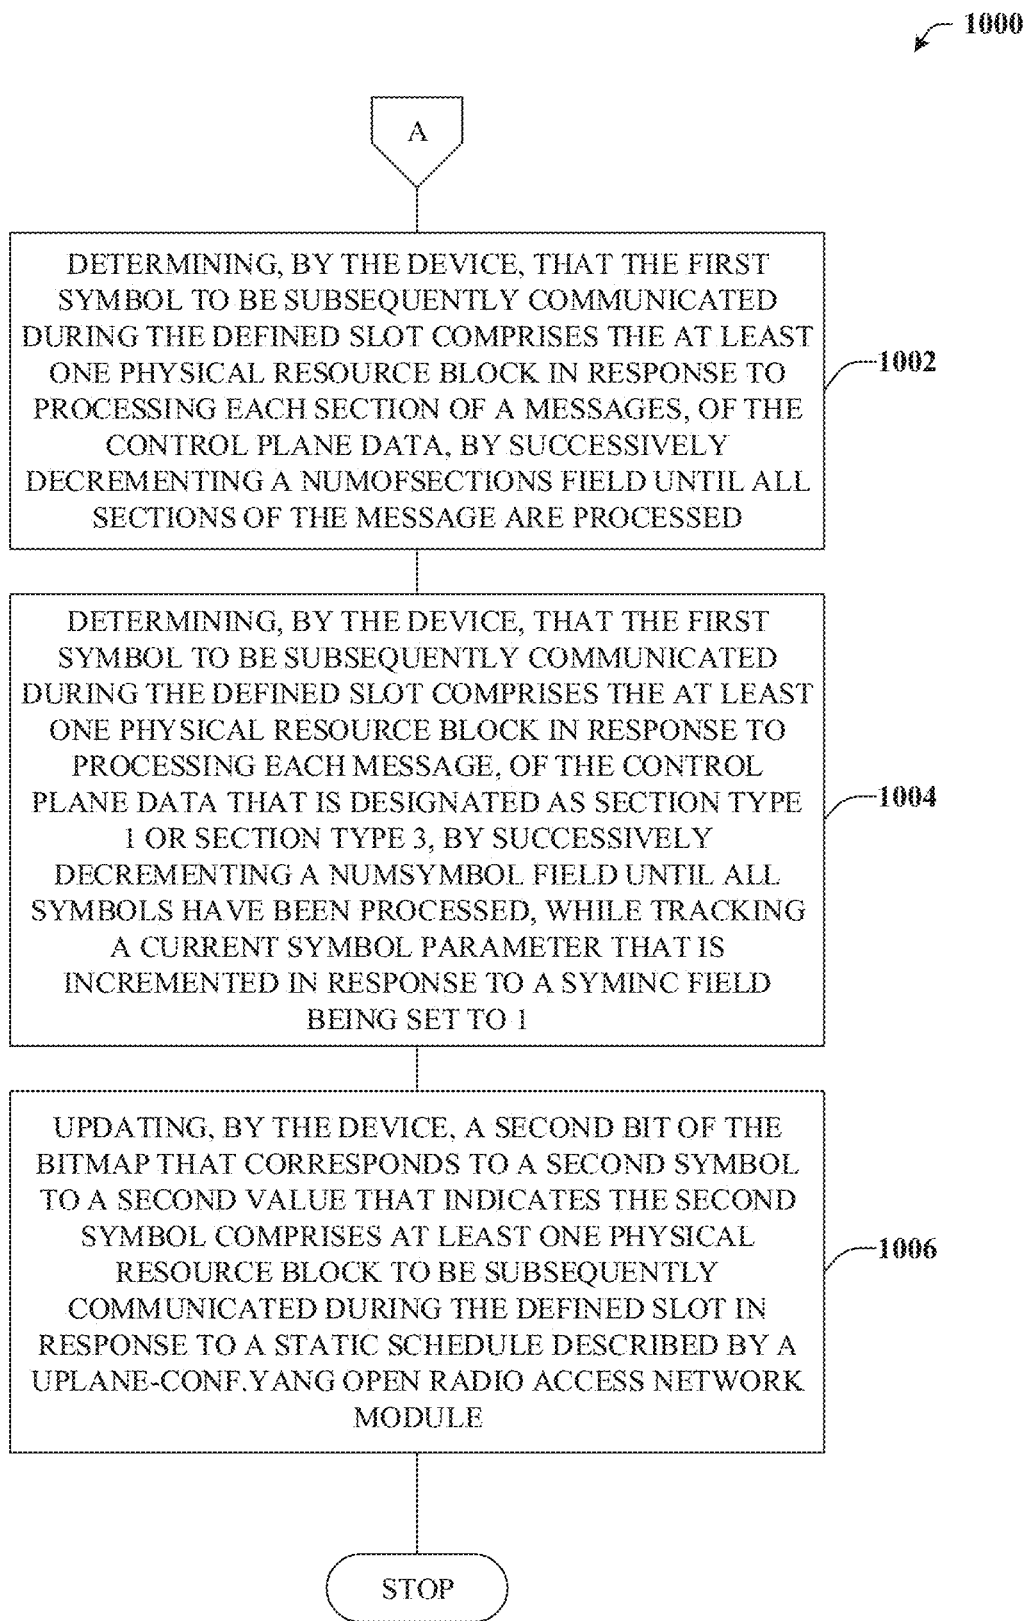 1000
A
DETERMINING, BY THE DEVICE, THAT THE FIRST
SYMBOL TO BE SUBSEQUENTLY COMMUNICATED
DURING THE DEFINED SLOT COMPRISES THE AT LEAST
ONE PHYSICAL RESOURCE BLOCK IN RESPONSE TO
PROCESSING EACH SECTION OF A MESSAGES, OF THE
CONTROL PLANE DATA, BY SUCCESSIVELY
DECREMENTING A NUMOFSECTIONS FIELD UNTIL ALL
SECTIONS OF THE MESSAGE ARE PROCESSED
1002
DETERMINING, BY THE DEVICE, THAT THE FIRST
SYMBOL TO BE SUBSEQUENTLY COMMUNICATED
DURING THE DEFINED SLOT COMPRISES THE AT LEAST
ONE PHYSICAL RESOURCE BLOCK IN RESPONSE TO
PROCESSING EACH MESSAGE, OF THE CONTROL
PLANE DATA THAT IS DESIGNATED AS SECTION TYPE
1 OR SECTION TYPE 3, BY SUCCESSIVELY
DECREMENTING A NUMSYMBOL FIELD UNTIL ALL
SYMBOLS HAVE BEEN PROCESSED, WHILE TRACKING
A CURRENT SYMBOL PARAMETER THAT IS
INCREMENTED IN RESPONSE TO A SYMINC FIELD
BEING SET TO 1
1004
UPDATING, BY THE DEVICE, A SECOND BIT OF THE
BITMAP THAT CORRESPONDS TO A SECOND SYMBOL
TO A SECOND VALUE THAT INDICATES THE SECOND
SYMBOL COMPRISES AT LEAST ONE PHYSICAL
RESOURCE BLOCK TO BE SUBSEQUENTLY
COMMUNICATED DURING THE DEFINED SLOT IN
RESPONSE TO A STATIC SCHEDULE DESCRIBED BY A
UPLANE-CONF.YANG OPEN RADIO ACCESS NETWORK
MODULE
1006
STOP